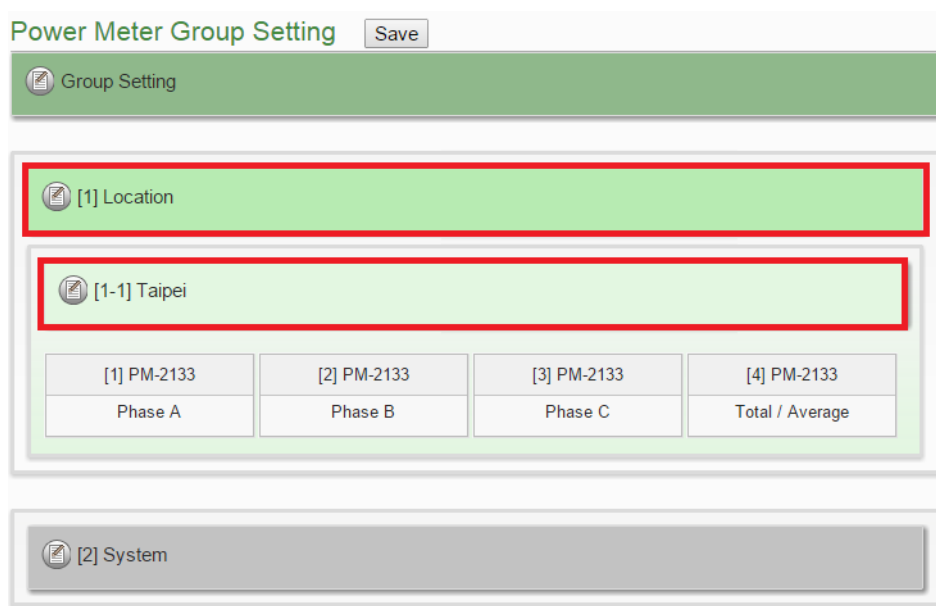 Power Meter Group Setting Save
Group Setting
[1] Location
[1-1] Taipei
[1] PM-2133 [2] PM-2133 [3] PM-2133 [4] PM-2133
Phase A Phase B Phase C Total / Average
[2] System